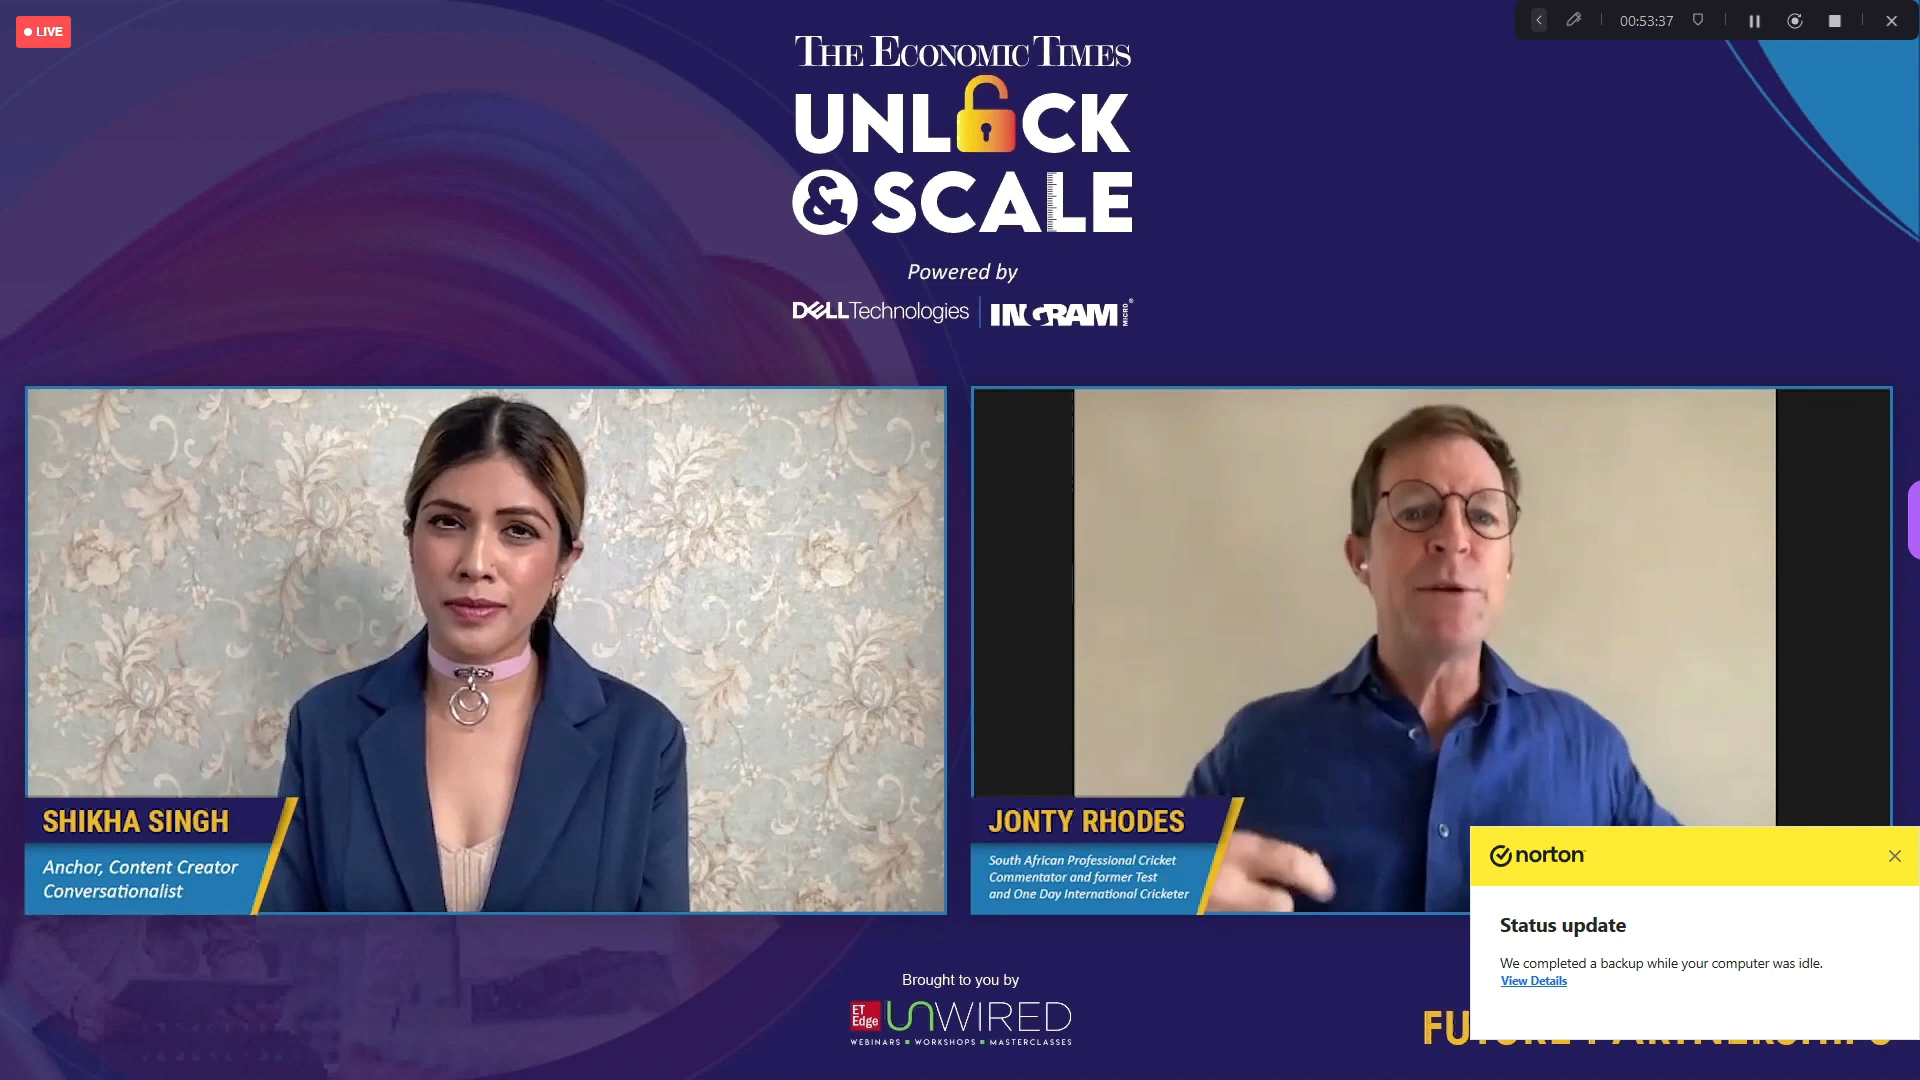 LIVE
00:53:37
THE ECONOMIC TIMES
UNLOCK
& SCALE
Powered by
DELLTechnologies | INGRAM MICRO®
SHIKHA SINGH
Anchor, Content Creator
Conversationalist
JONTY RHODES
South African Professional Cricket
Commentator and former Test
and One Day International Cricketer
norton
Status update
We completed a backup while your computer was idle.
View Details
Brought to you by
ET Edge UNWIRED
WEBINARS ▪ WORKSHOPS ▪ MASTERCLASSES